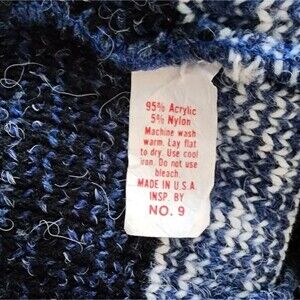 95% Acrylic
5% Nylon
Machine wash
warm. Lay flat
to dry. Use cool
iron. Do not use
bleach.
MADE IN U.S.A.
INSP. BY
NO. 9